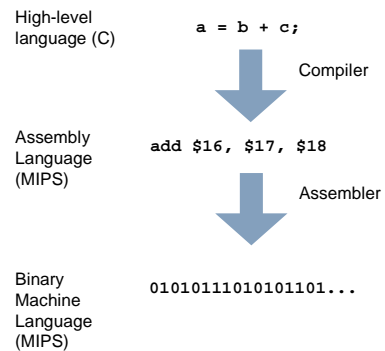 High-level
language (C)
a = b + c;
Compiler
Assembly
Language
(MIPS)
add $16, $17, $18
Assembler
Binary
Machine
Language
(MIPS)
01010111010101101...